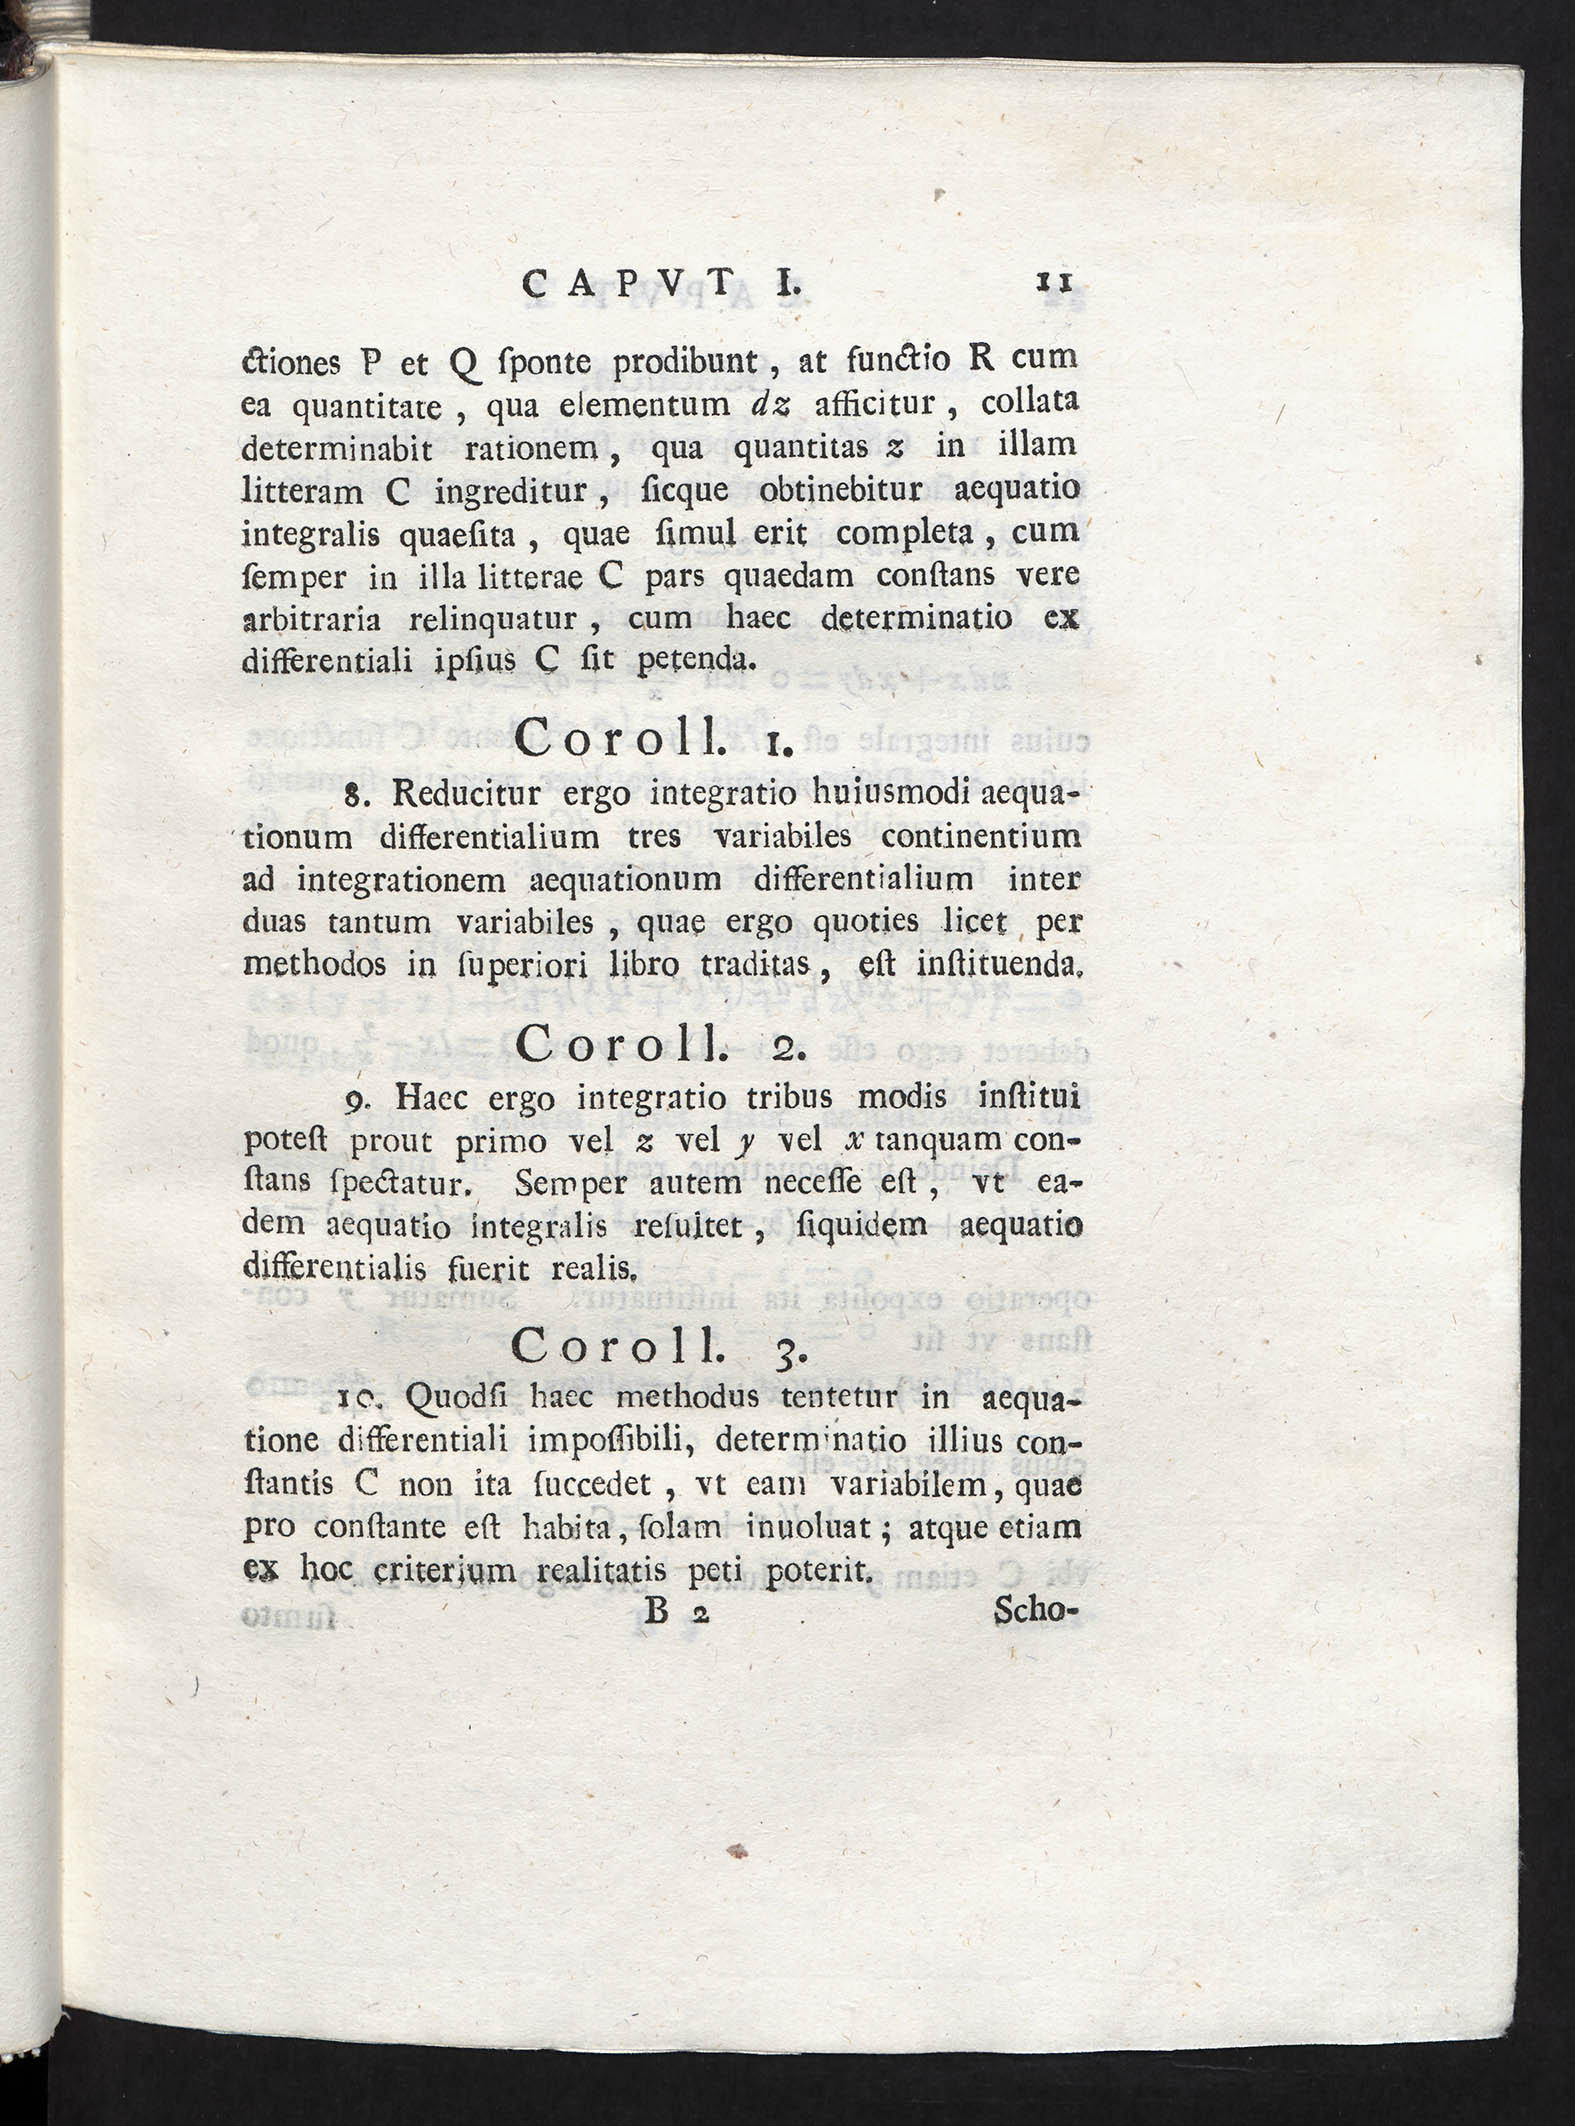 CAPVT I. 11
ctiones P et Q ſponte prodibunt, at functio R cum
ea quantitate, qua elementum dz afficitur, collata
determinabit rationem, qua quantitas z in illam
litteram C ingreditur, ſicque obtinebitur aequatio
integralis quaeſita, quae ſimul erit completa, cum
ſemper in illa litterae C pars quaedam conſtans vere
arbitraria relinquatur, cum haec determinatio ex
differentiali ipſius C ſit petenda.
Coroll. 1.
8. Reducitur ergo integratio huiusmodi aequa-
tionum differentialium tres variabiles continentium
ad integrationem aequationum differentialium inter
duas tantum variabiles, quae ergo quoties licet per
methodos in ſuperiori libro traditas, eſt inſtituenda.
Coroll. 2.
9. Haec ergo integratio tribus modis inſtitui
poteſt prout primo vel z vel y vel x tanquam con-
ſtans ſpectatur. Semper autem neceſſe eſt, vt ea-
dem aequatio integralis reſultet, ſiquidem aequatio
differentialis fuerit realis.
Coroll. 3.
10. Quodſi haec methodus tentetur in aequa-
tione differentiali impoſſibili, determinatio illius con-
ſtantis C non ita ſuccedet, vt eam variabilem, quae
pro conſtante eſt habita, ſolam inuoluat; atque etiam
ex hoc criterium realitatis peti poterit.
B 2 Scho-